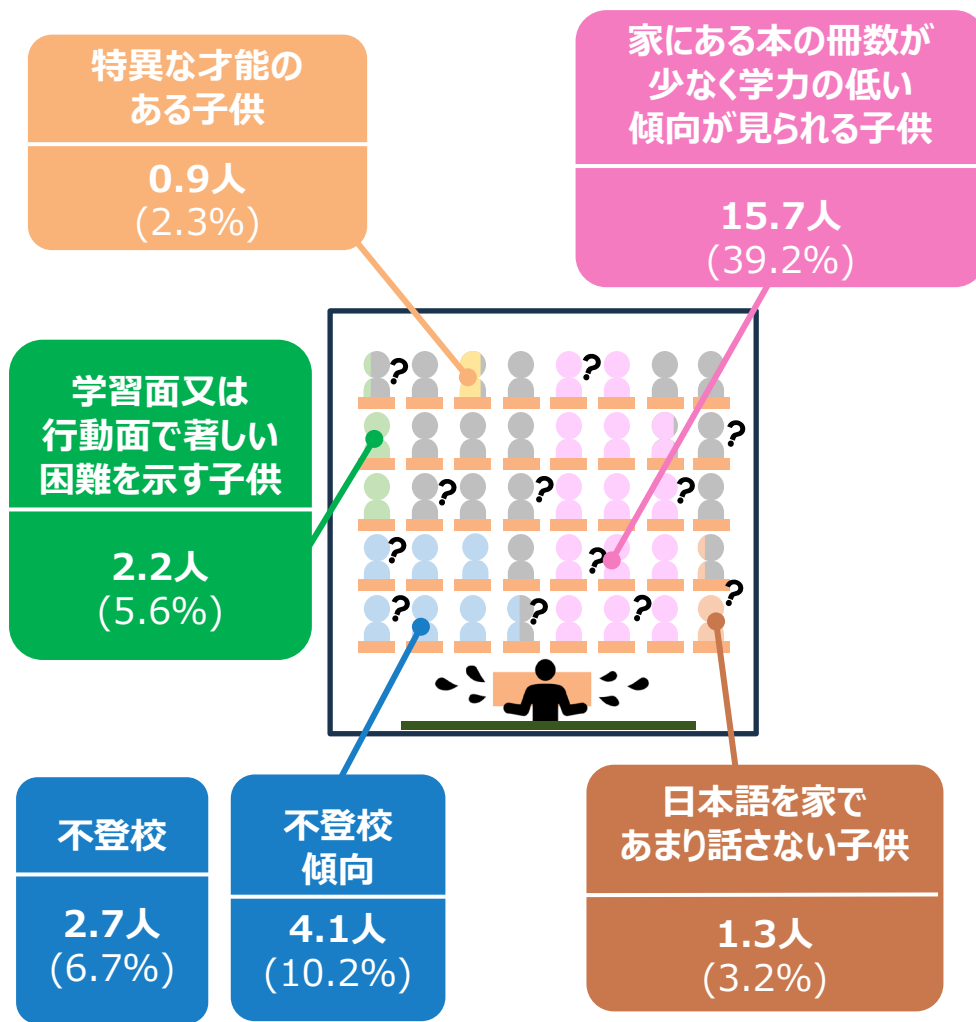 特異な才能の
ある子供
0.9人
(2.3%)
家にある本の冊数が
少なく学力の低い
傾向が見られる子供
15.7人
(39.2%)
学習面又は
行動面で著しい
困難を示す子供
2.2人
(5.6%)
?
?
?
?
?
?
?
?
?
?
?
?
不登校
2.7人
(6.7%)
不登校
傾向
4.1人
(10.2%)
日本語を家で
あまり話さない子供
1.3人
(3.2%)